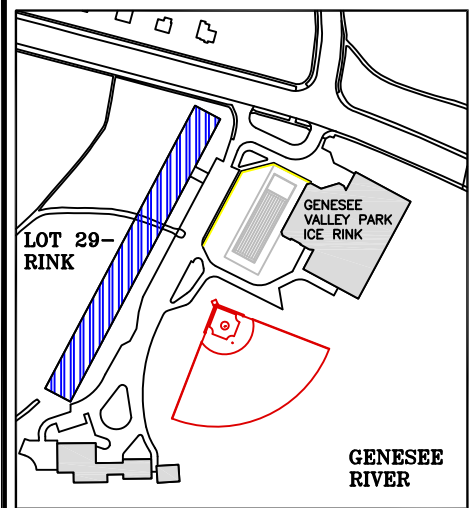 GENESEE
VALLEY PARK
ICE RINK
LOT 29-
RINK
GENESEE
RIVER